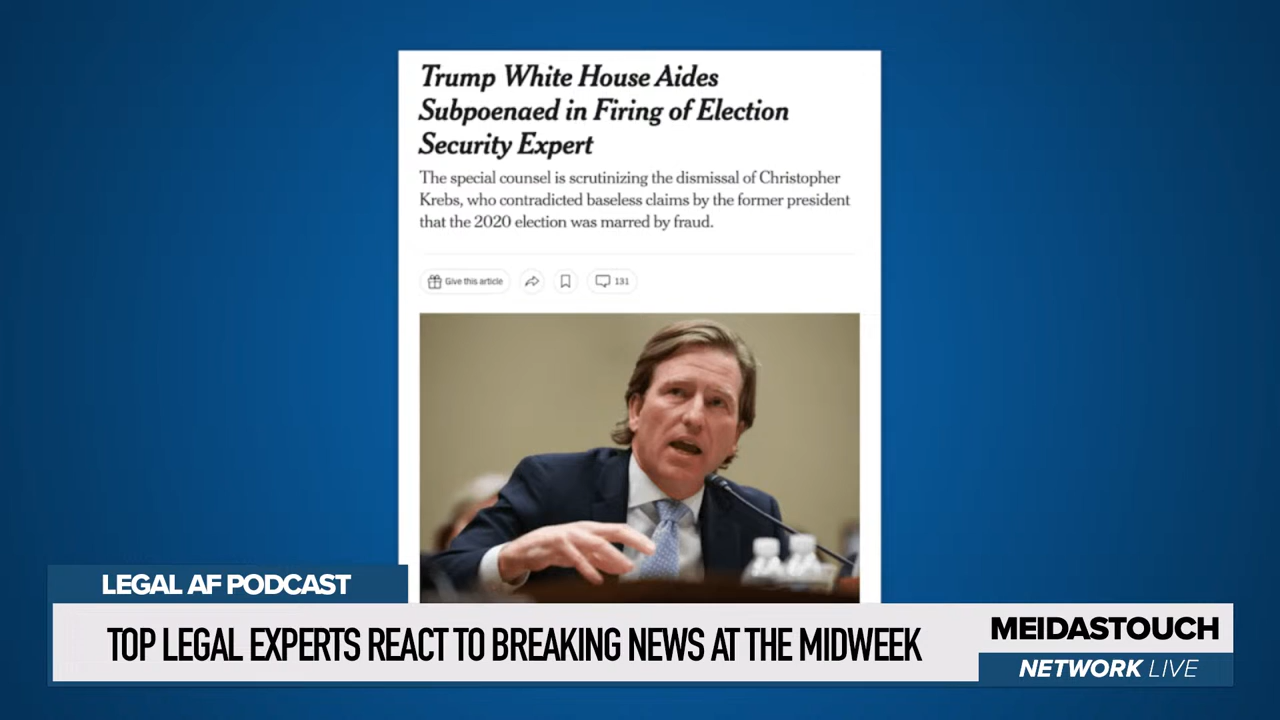 Trump White House Aides
Subpoenaed in Firing of Election
Security Expert
The special counsel is scrutinizing the dismissal of Christopher
Krebs, who contradicted baseless claims by the former president
that the 2020 election was marred by fraud.
Give this article
131
LEGAL AF PODCAST
TOP LEGAL EXPERTS REACT TO BREAKING NEWS AT THE MIDWEEK
MEIDASTOUCH
NETWORK LIVE